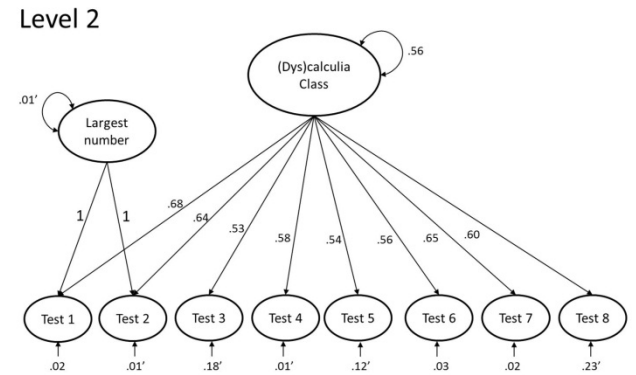 Level 2
(Dys)calculia
Class
.56
.01′
Largest
number
1
1
.68
.64
.53
.58
.54
.56
.65
.60
Test 1
Test 2
Test 3
Test 4
Test 5
Test 6
Test 7
Test 8
.02
.01′
.18′
.01′
.12′
.03
.02
.23′